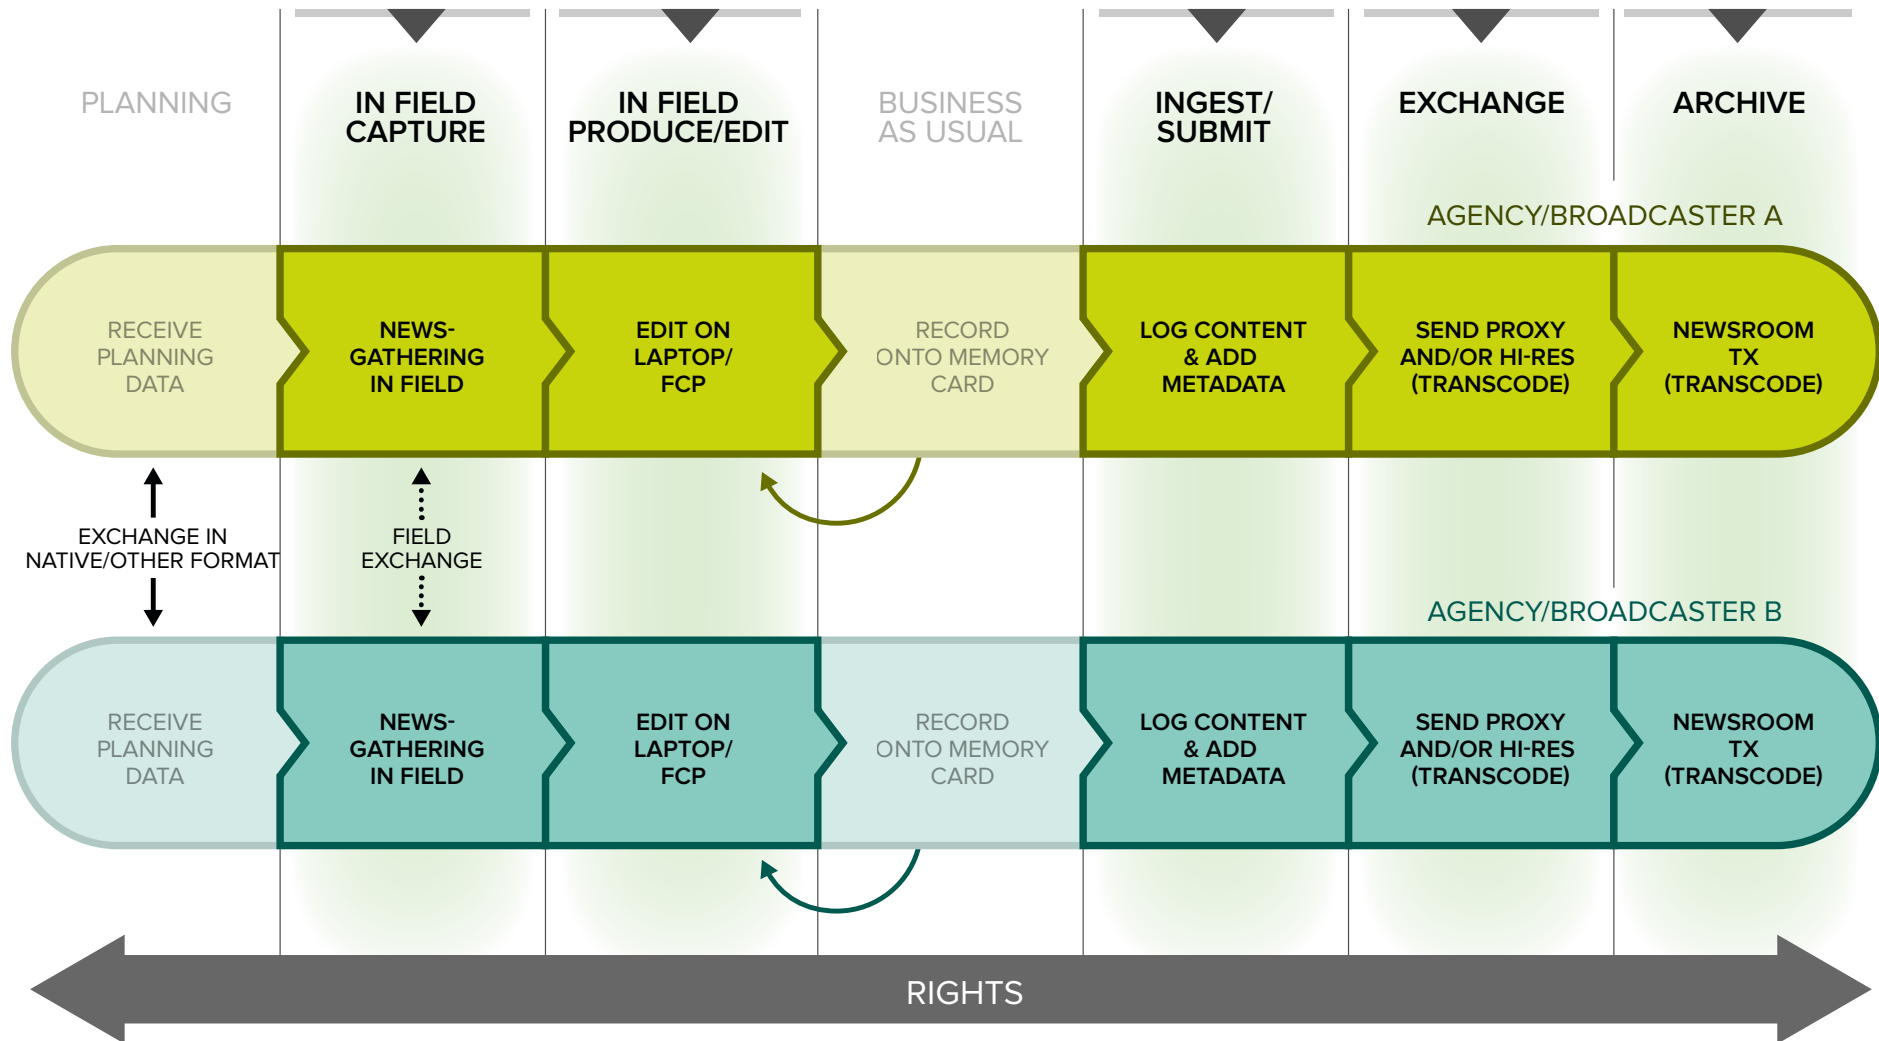 PLANNING
IN FIELD
CAPTURE
IN FIELD
PRODUCE/EDIT
BUSINESS
AS USUAL
INGEST/
SUBMIT
EXCHANGE
ARCHIVE
AGENCY/BROADCASTER A
RECEIVE
PLANNING
DATA
NEWS-
GATHERING
IN FIELD
EDIT ON
LAPTOP/
FCP
RECORD
ONTO MEMORY
CARD
LOG CONTENT
& ADD
METADATA
SEND PROXY
AND/OR HI-RES
(TRANSCODE)
NEWSROOM
TX
(TRANSCODE)
EXCHANGE IN
NATIVE/OTHER FORMAT
FIELD
EXCHANGE
AGENCY/BROADCASTER B
RECEIVE
PLANNING
DATA
NEWS-
GATHERING
IN FIELD
EDIT ON
LAPTOP/
FCP
RECORD
ONTO MEMORY
CARD
LOG CONTENT
& ADD
METADATA
SEND PROXY
AND/OR HI-RES
(TRANSCODE)
NEWSROOM
TX
(TRANSCODE)
RIGHTS